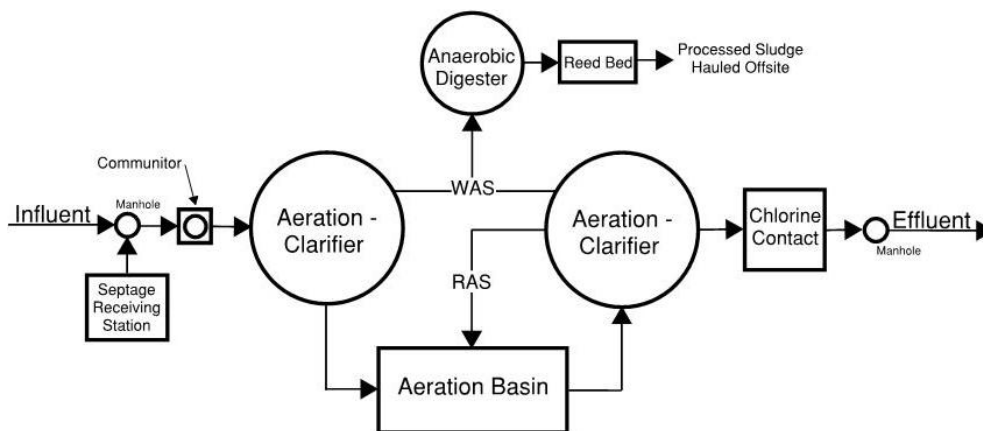 Anaerobic
Digester
Reed Bed
Processed Sludge
Hauled Offsite
Communitor
Influent
Manhole
Septage
Receiving
Station
Aeration -
Clarifier
WAS
RAS
Aeration Basin
Aeration -
Clarifier
Chlorine
Contact
Effluent
Manhole